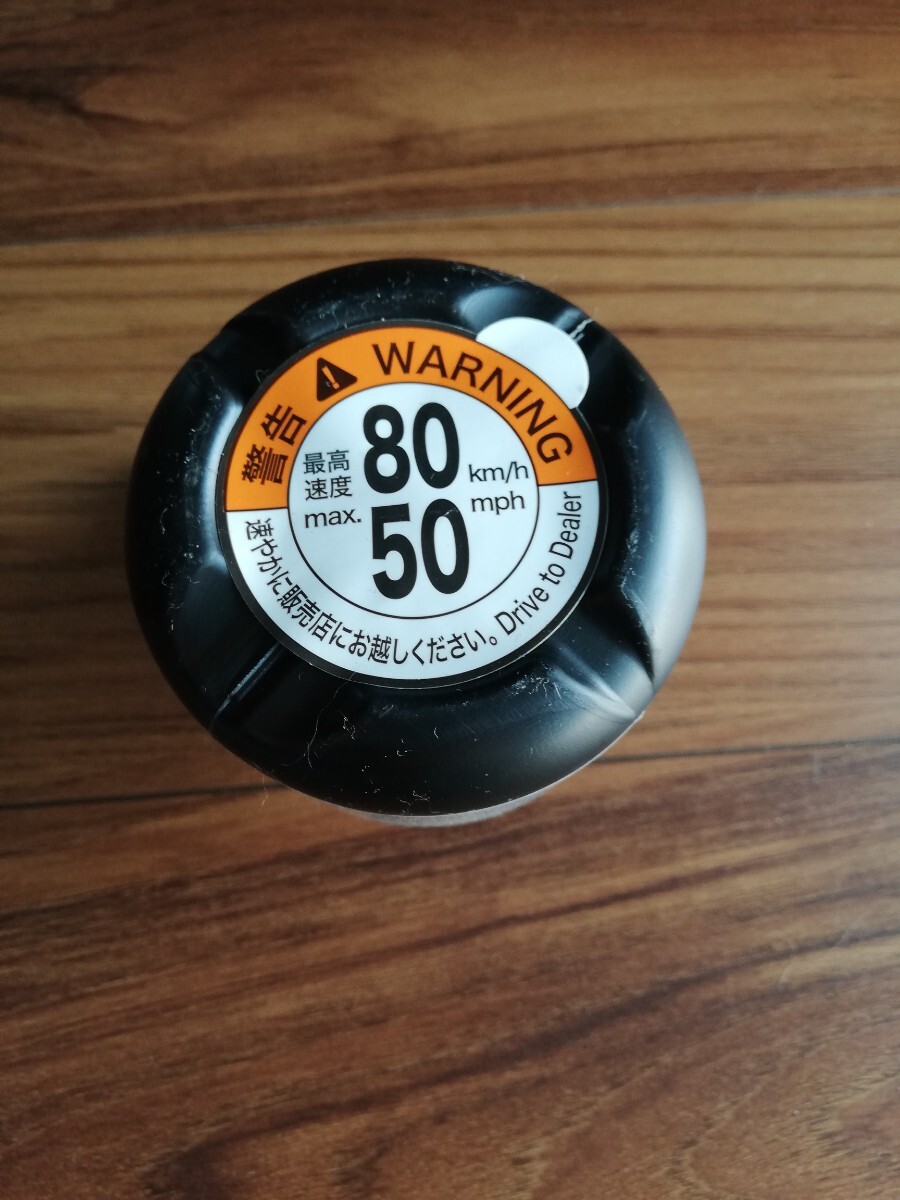 警告 WARNING
最高 80 km/h
速度
max. 50 mph
速やかに販売店にお越しください。Drive to Dealer